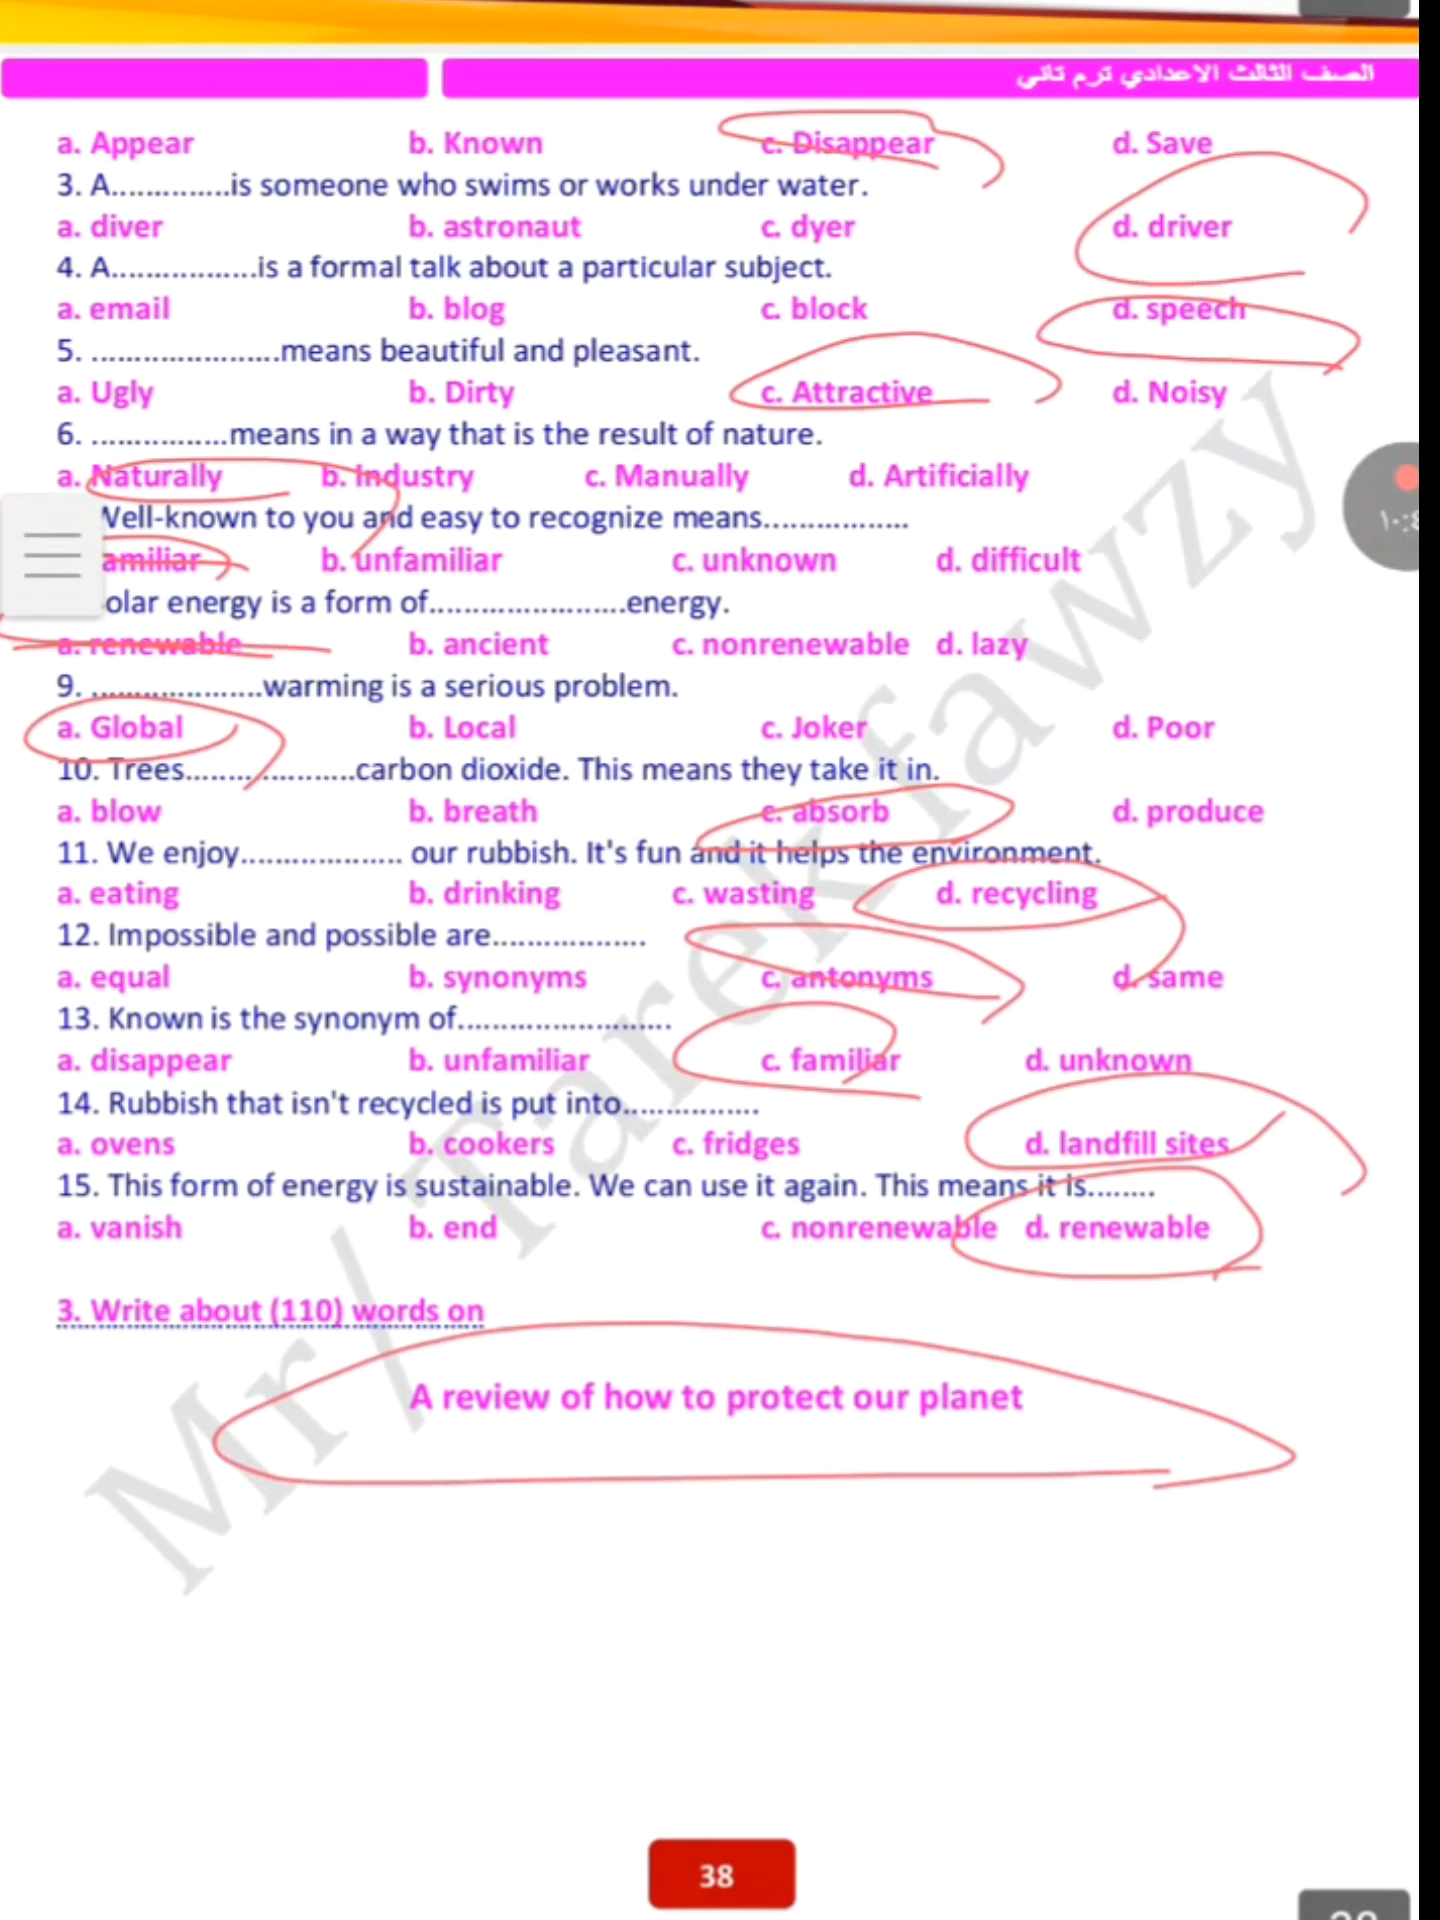 الصف الثالث الاعدادي ترم تاني
a. Appear b. Known c. Disappear d. Save
3. A..............is someone who swims or works under water.
a. diver b. astronaut c. dyer d. driver
4. A.................is a formal talk about a particular subject.
a. email b. blog c. block d. speech
5. ......................means beautiful and pleasant.
a. Ugly b. Dirty c. Attractive d. Noisy
6. ................means in a way that is the result of nature.
a. Naturally b. Industry c. Manually d. Artificially
Well-known to you and easy to recognize means.................
amiliar b. unfamiliar c. unknown d. difficult
olar energy is a form of.......................energy.
a. renewable b. ancient c. nonrenewable d. lazy
9. ....................warming is a serious problem.
a. Global b. Local c. Joker d. Poor
10. Trees....................carbon dioxide. This means they take it in.
a. blow b. breath c. absorb d. produce
11. We enjoy................... our rubbish. It's fun and it helps the environment.
a. eating b. drinking c. wasting d. recycling
12. Impossible and possible are..................
a. equal b. synonyms c. antonyms d. same
13. Known is the synonym of.........................
a. disappear b. unfamiliar c. familiar d. unknown
14. Rubbish that isn't recycled is put into................
a. ovens b. cookers c. fridges d. landfill sites
15. This form of energy is sustainable. We can use it again. This means it is........
a. vanish b. end c. nonrenewable d. renewable
3. Write about (110) words on
A review of how to protect our planet
Mr/ Tarek fawzy
38